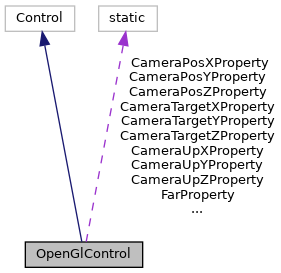 Control
static
CameraPosXProperty
CameraPosYProperty
CameraPosZProperty
CameraTargetXProperty
CameraTargetYProperty
CameraTargetZProperty
CameraUpXProperty
CameraUpYProperty
CameraUpZProperty
FarProperty
...
OpenGlControl